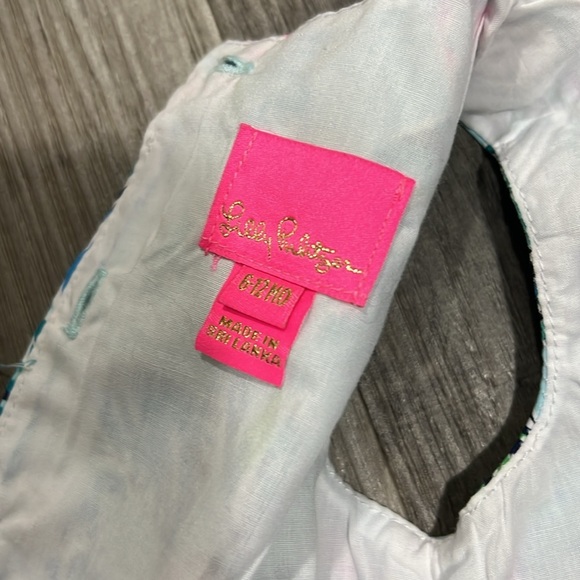 Lilly Pulitzer
6-12 MO
MADE IN
SRI LANKA